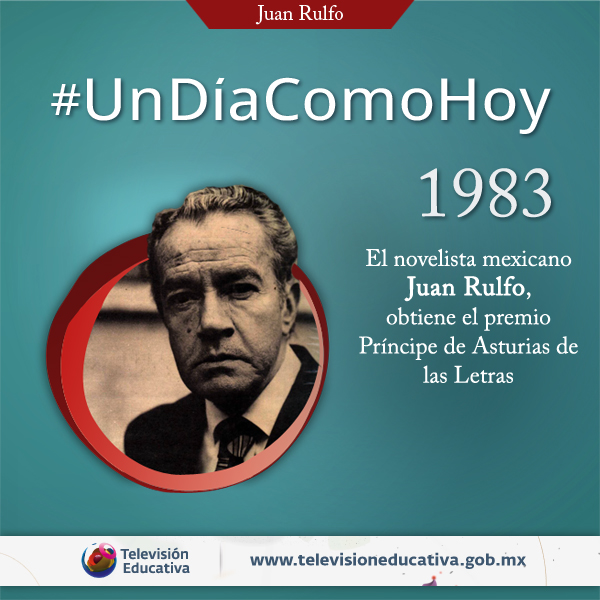 Juan Rulfo
#UnDíaComoHoy
1983
El novelista mexicano
Juan Rulfo,
obtiene el premio
Príncipe de Asturias de
las Letras
Televisión
Educativa
www.televisioneducativa.gob.mx